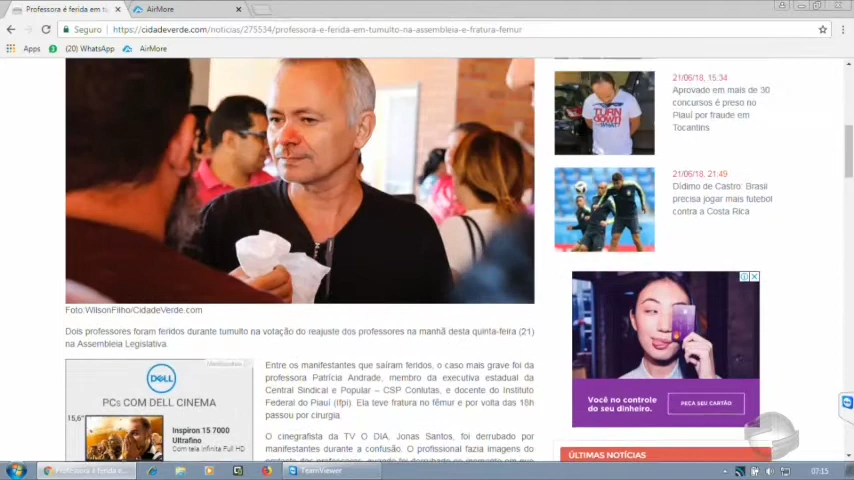 Professora é ferida em tu
AirMore
Seguro
https://cidadeverde.com/noticias/275534/professora-e-ferida-em-tumulto-na-assembleia-e-fratura-femur
Apps
(20) WhatsApp
AirMore
21/06/18, 15:34
Aprovado em mais de 30
concursos é preso no
Piauí por fraude em
Tocantins
TURN
DOWN
WHAT?
21/06/18, 21:49
Dídimo de Castro: Brasil
precisa jogar mais futebol
contra a Costa Rica
Foto WilsonFilho/CidadeVerde.com
Dois professores foram feridos durante tumulto na votação do reajuste dos professores na manhã desta quinta-feira (21)
na Assembleia Legislativa.
DELL
PCs COM DELL CINEMA
15,6"
Inspiron 15 7000
Ultrafino
Com tela infinita Full HD
Entre os manifestantes que saíram feridos, o caso mais grave foi da
professora Patrícia Andrade, membro da executiva estadual da
Central Sindical e Popular – CSP Conlutas, e docente do Instituto
Federal do Piauí (Ifpi). Ela teve fratura no fêmur e por volta das 18h
passou por cirurgia.
O cinegrafista da TV O DIA, Jonas Santos, foi derrubado por
manifestantes durante a confusão. O profissional fazia imagens do
Você no controle
do seu dinheiro.
PEÇA SEU CARTÃO
ÚLTIMAS NOTÍCIAS
Professora é ferida e
TeamViewer
07:15